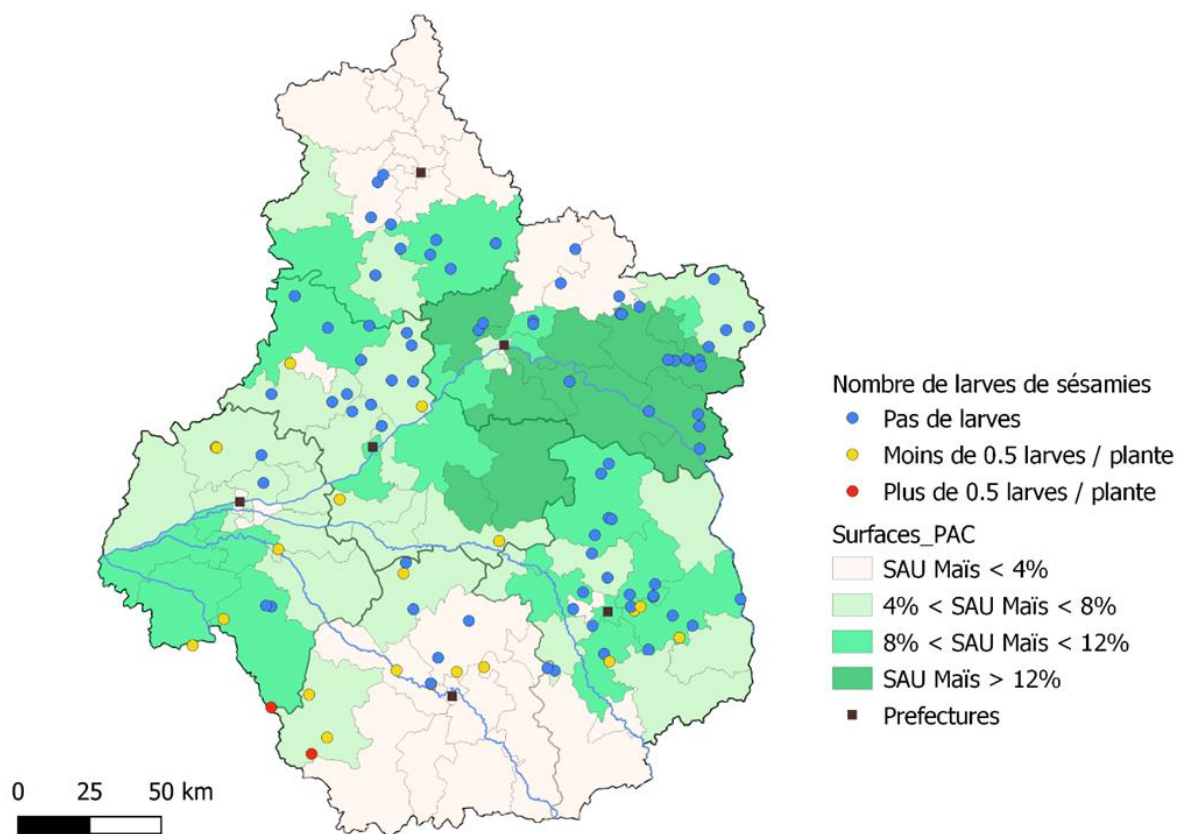 Nombre de larves de sésamies
Pas de larves
Moins de 0.5 larves / plante
Plus de 0.5 larves / plante
Surfaces_PAC
SAU Maïs < 4%
4% < SAU Maïs < 8%
8% < SAU Maïs < 12%
SAU Maïs > 12%
Prefectures
0 25 50 km